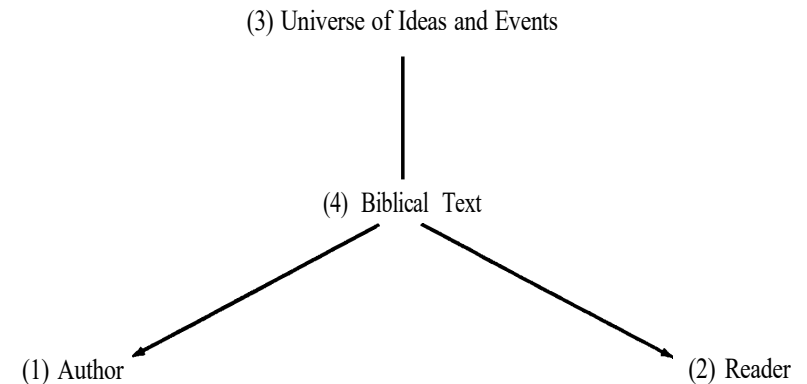 (3) Universe of Ideas and Events
(4) Biblical Text
(1) Author
(2) Reader